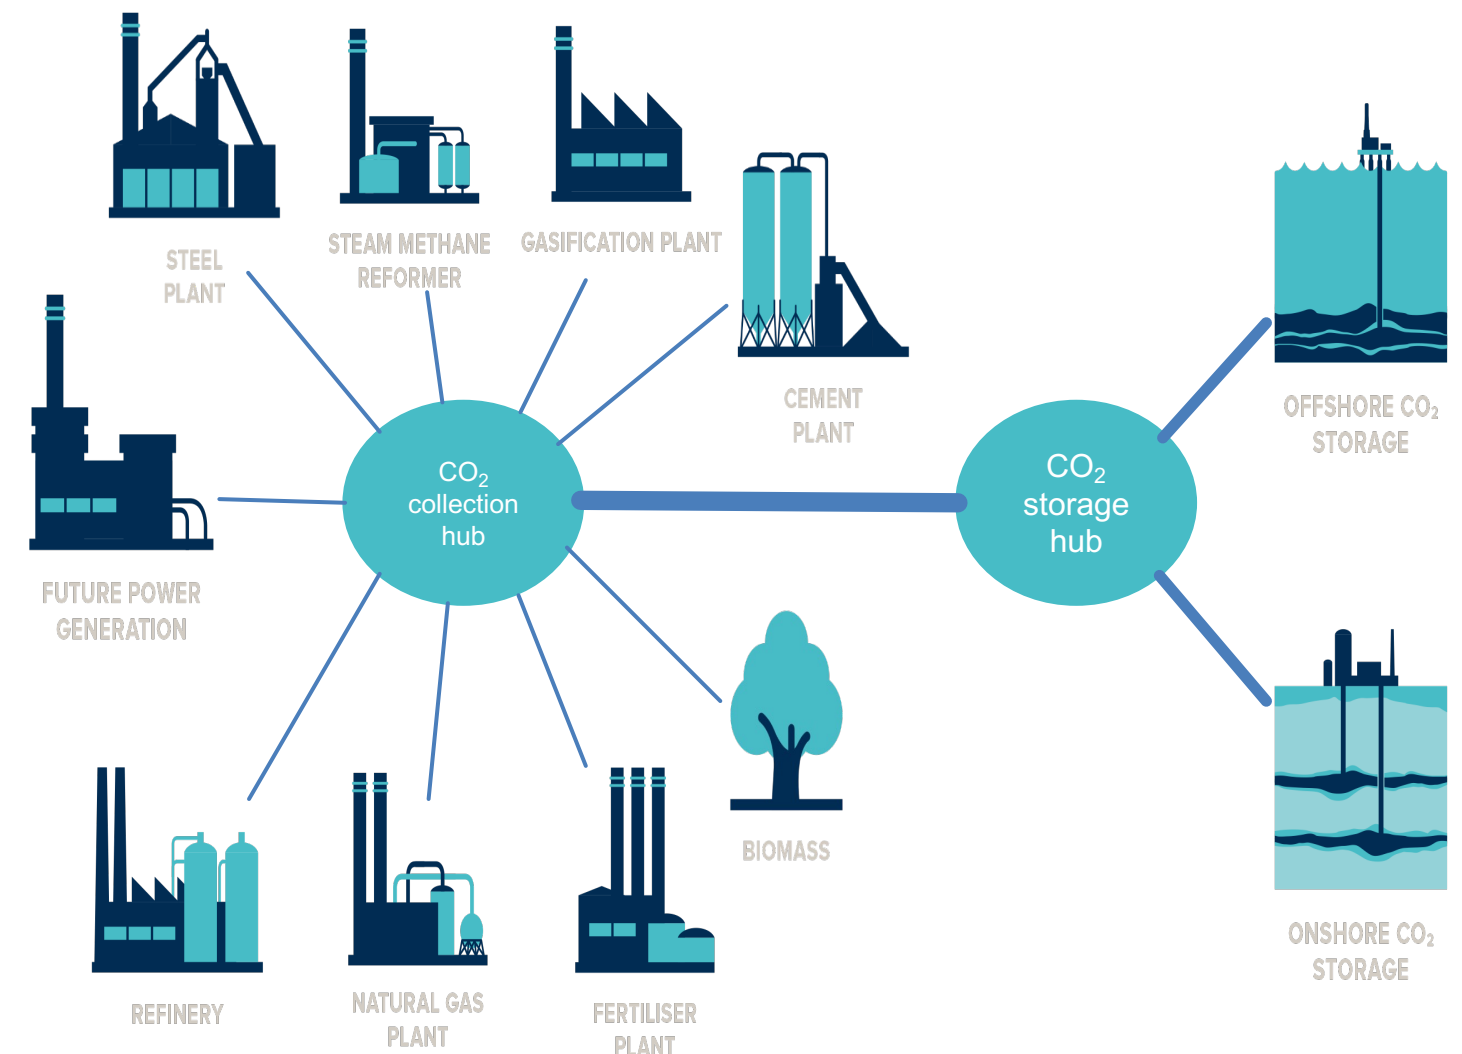 STEEL
PLANT
STEAM METHANE
REFORMER
GASIFICATION PLANT
CEMENT
PLANT
OFFSHORE CO₂
STORAGE
CO₂
collection
hub
CO₂
storage
hub
FUTURE POWER
GENERATION
BIOMASS
REFINERY
NATURAL GAS
PLANT
FERTILISER
PLANT
ONSHORE CO₂
STORAGE